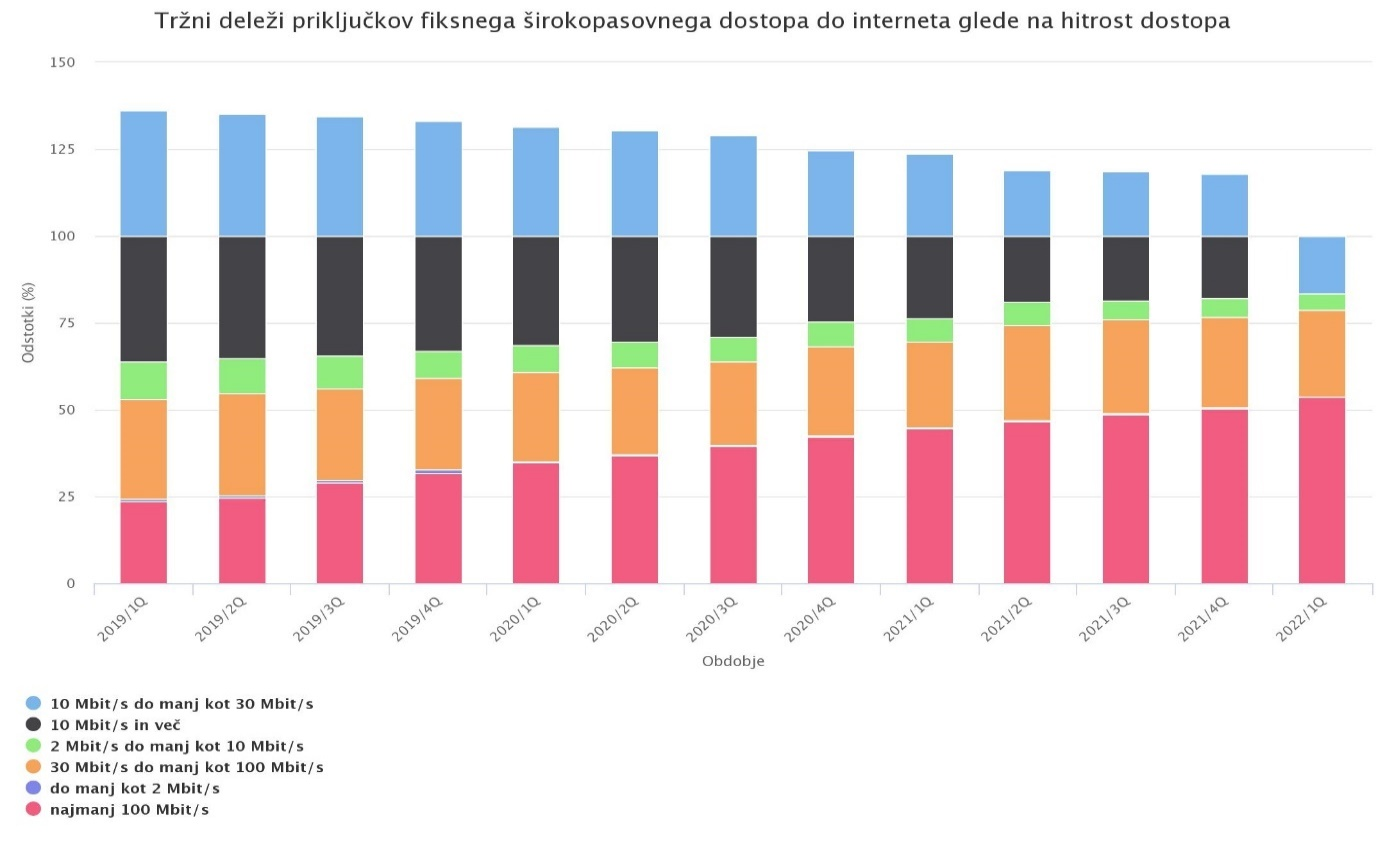 Tržni deleži priključkov fiksnega širokopasovnega dostopa do interneta glede na hitrost dostopa
150
125
100
75
50
25
0
Odstotki (%)
2019/1Q
2019/2Q
2019/3Q
2019/4Q
2020/1Q
2020/2Q
2020/3Q
2020/4Q
2021/1Q
2021/2Q
2021/3Q
2021/4Q
2022/1Q
Obdobje
10 Mbit/s do manj kot 30 Mbit/s
10 Mbit/s in več
2 Mbit/s do manj kot 10 Mbit/s
30 Mbit/s do manj kot 100 Mbit/s
do manj kot 2 Mbit/s
najmanj 100 Mbit/s